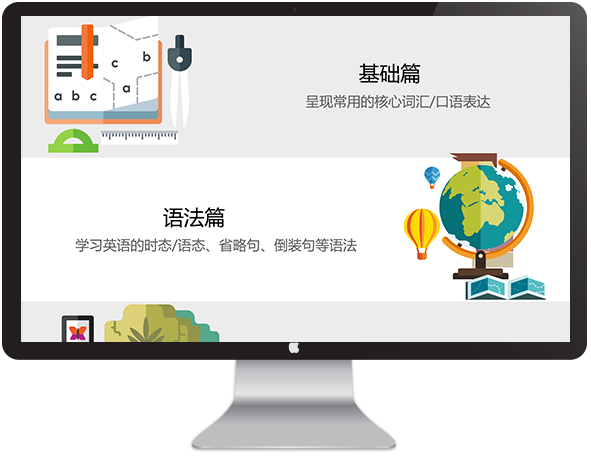 c
b
a b c
a
基础篇
呈现常用的核心词汇/口语表达
语法篇
学习英语的时态/语态、省略句、倒装句等语法